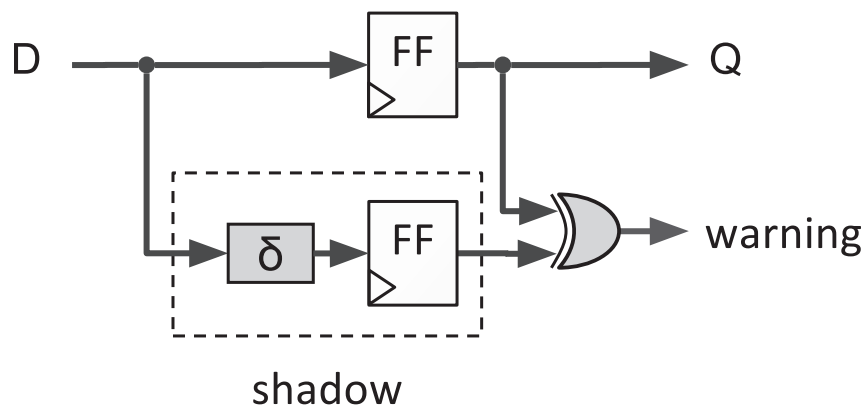 D
FF
Q
δ
FF
warning
shadow